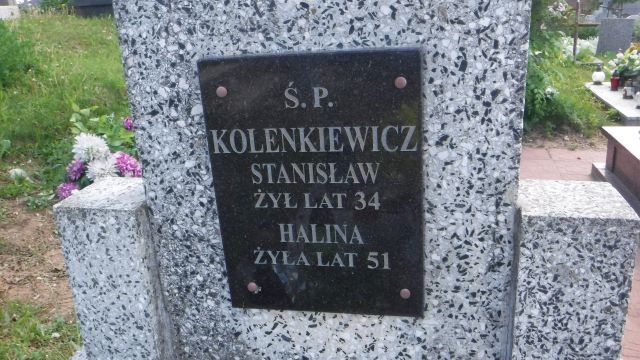 Ś. P.
KOLENKIEWICZ
STANISŁAW
ŻYŁ LAT 34
HALINA
ŻYŁA LAT 51